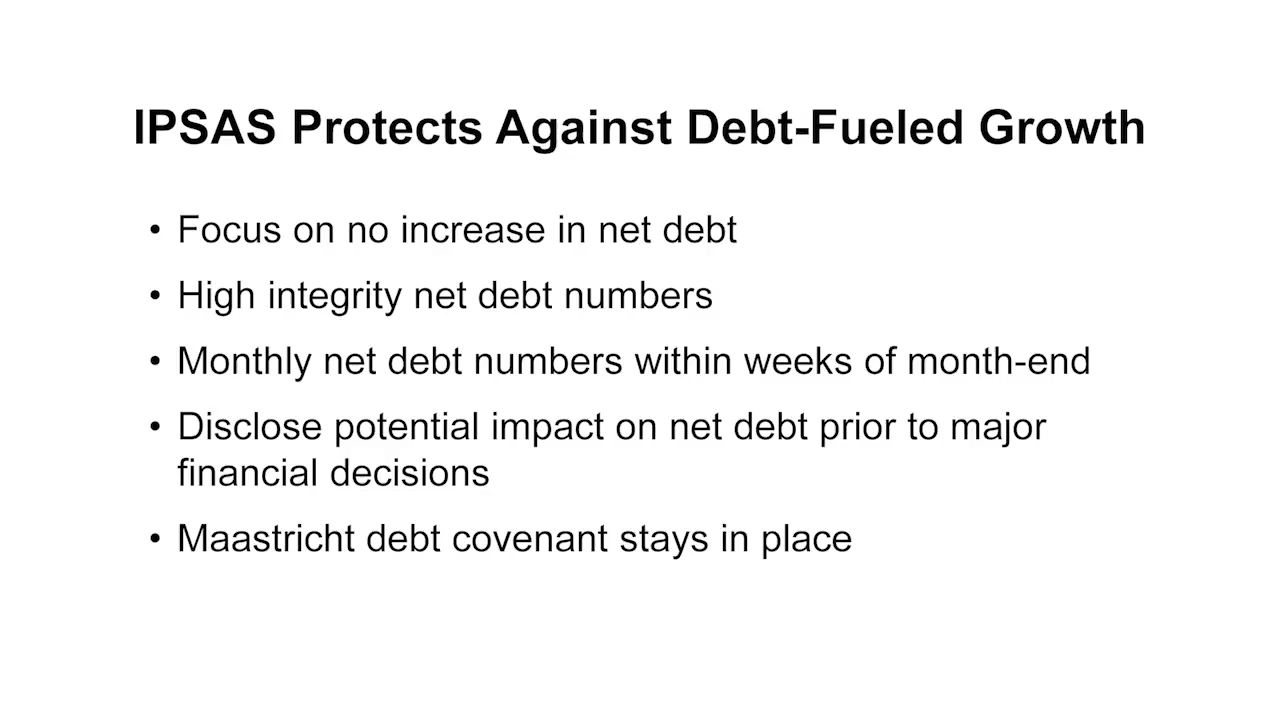 IPSAS Protects Against Debt-Fueled Growth
• Focus on no increase in net debt
• High integrity net debt numbers
• Monthly net debt numbers within weeks of month-end
• Disclose potential impact on net debt prior to major
financial decisions
• Maastricht debt covenant stays in place